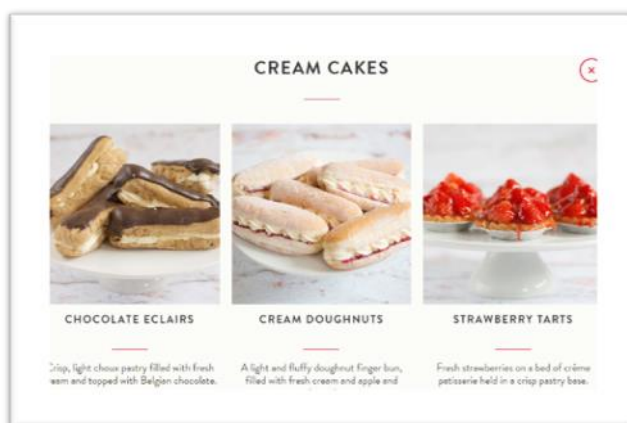 CREAM CAKES
CHOCOLATE ECLAIRS
CREAM DOUGHNUTS
STRAWBERRY TARTS
Crisp, light choux pastry filled with fresh
cream and topped with Belgian chocolate.
A light and fluffy doughnut finger bun,
filled with fresh cream and apple and
Fresh strawberries on a bed of crème
patisserie held in a crisp pastry base.